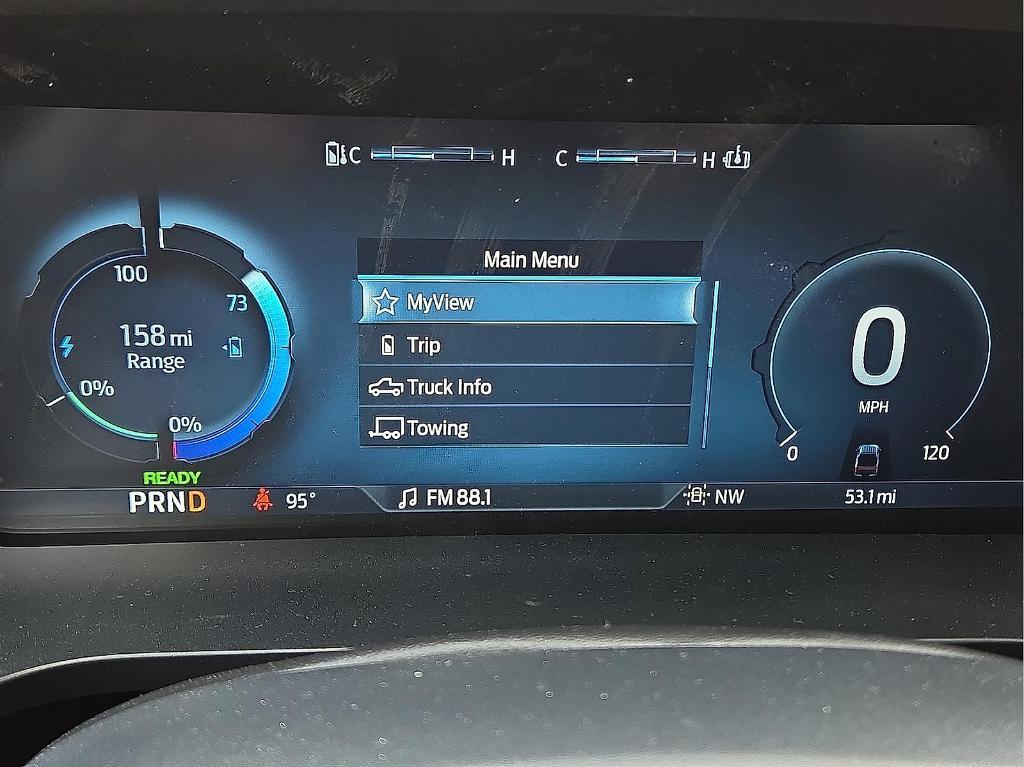 C H C H
Main Menu
MyView
100
73
158 mi
Range
Trip
0
MPH
0%
Truck Info
0%
Towing
0 120
READY
PRND 95° FM 88.1 NW 53.1 mi